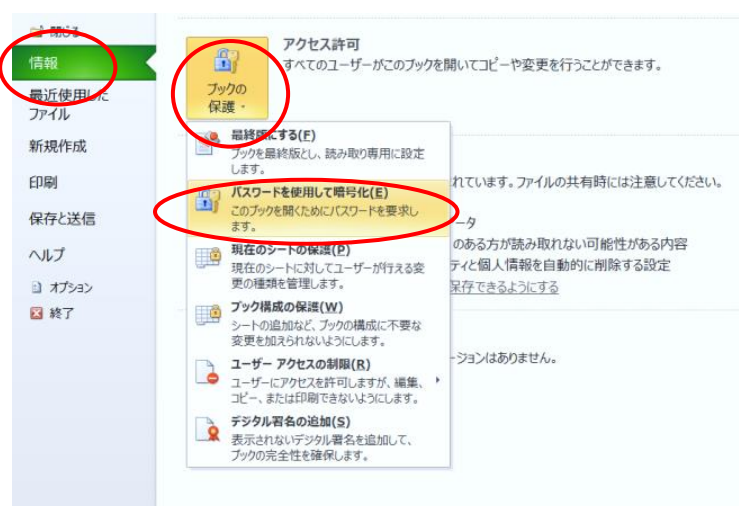 閉じる
情報
最近使用した
ファイル
新規作成
印刷
保存と送信
ヘルプ
オプション
終了
アクセス許可
すべてのユーザーがこのブックを開いてコピーや変更を行うことができます。
ブックの
保護
最終版にする(F)
ブックを最終版とし、読み取り専用に設定
します。
パスワードを使用して暗号化(E)
このブックを開くためにパスワードを要求し
ます。
現在のシートの保護(P)
現在のシートに対してユーザーが行える変
更の種類を管理します。
ブック構成の保護(W)
シートの追加など、ブックの構成に不要な
変更を加えられないようにします。
ユーザー アクセスの制限(R)
ユーザーにアクセスを許可しますが、編集、
コピー、または印刷できないようにします。
デジタル署名の追加(S)
表示されないデジタル署名を追加して、
ブックの完全性を確保します。
れています。ファイルの共有時には注意してください。
ータ
のある方が読み取れない可能性がある内容
ティと個人情報を自動的に削除する設定
保存できるようにする
ージョンはありません。